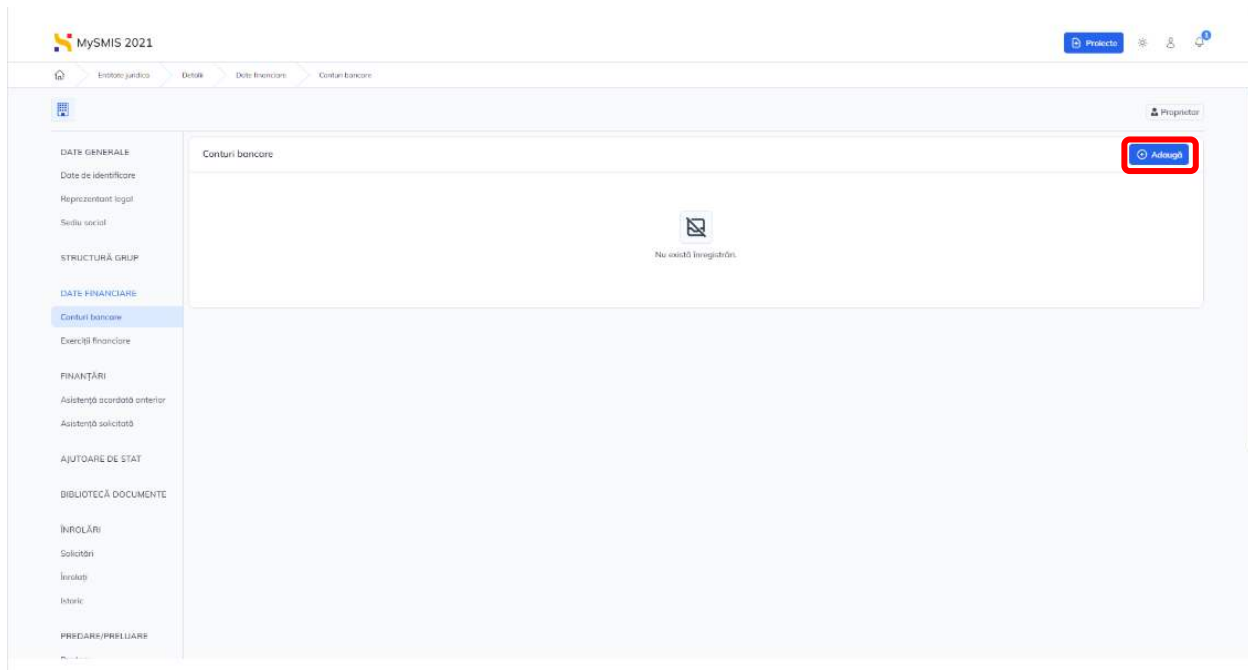 MySMIS 2021
Proiecte
1
Entitate juridica
Detalii
Date financiare
Conturi bancare
Proprietar
DATE GENERALE
Date de identificare
Reprezentant legal
Sediu social
STRUCTURĂ GRUP
DATE FINANCIARE
Conturi bancare
Exerciții financiare
FINANȚĂRI
Asistență acordată anterior
Asistență solicitată
AJUTOARE DE STAT
BIBLIOTECĂ DOCUMENTE
ÎNROLĂRI
Solicitări
Înrolați
Istoric
PREDARE/PRELUARE
Conturi bancare
Adaugă
Nu există înregistrări.